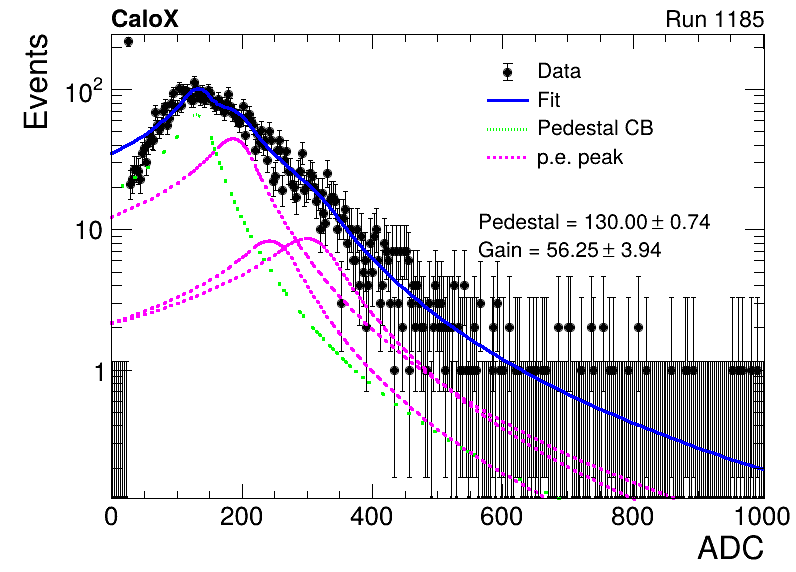 CaloX Run 1185
Events
Data
Fit
Pedestal CB
p.e. peak
Pedestal = 130.00 ± 0.74
Gain = 56.25 ± 3.94
10²
10
1
0 200 400 600 800 1000
ADC